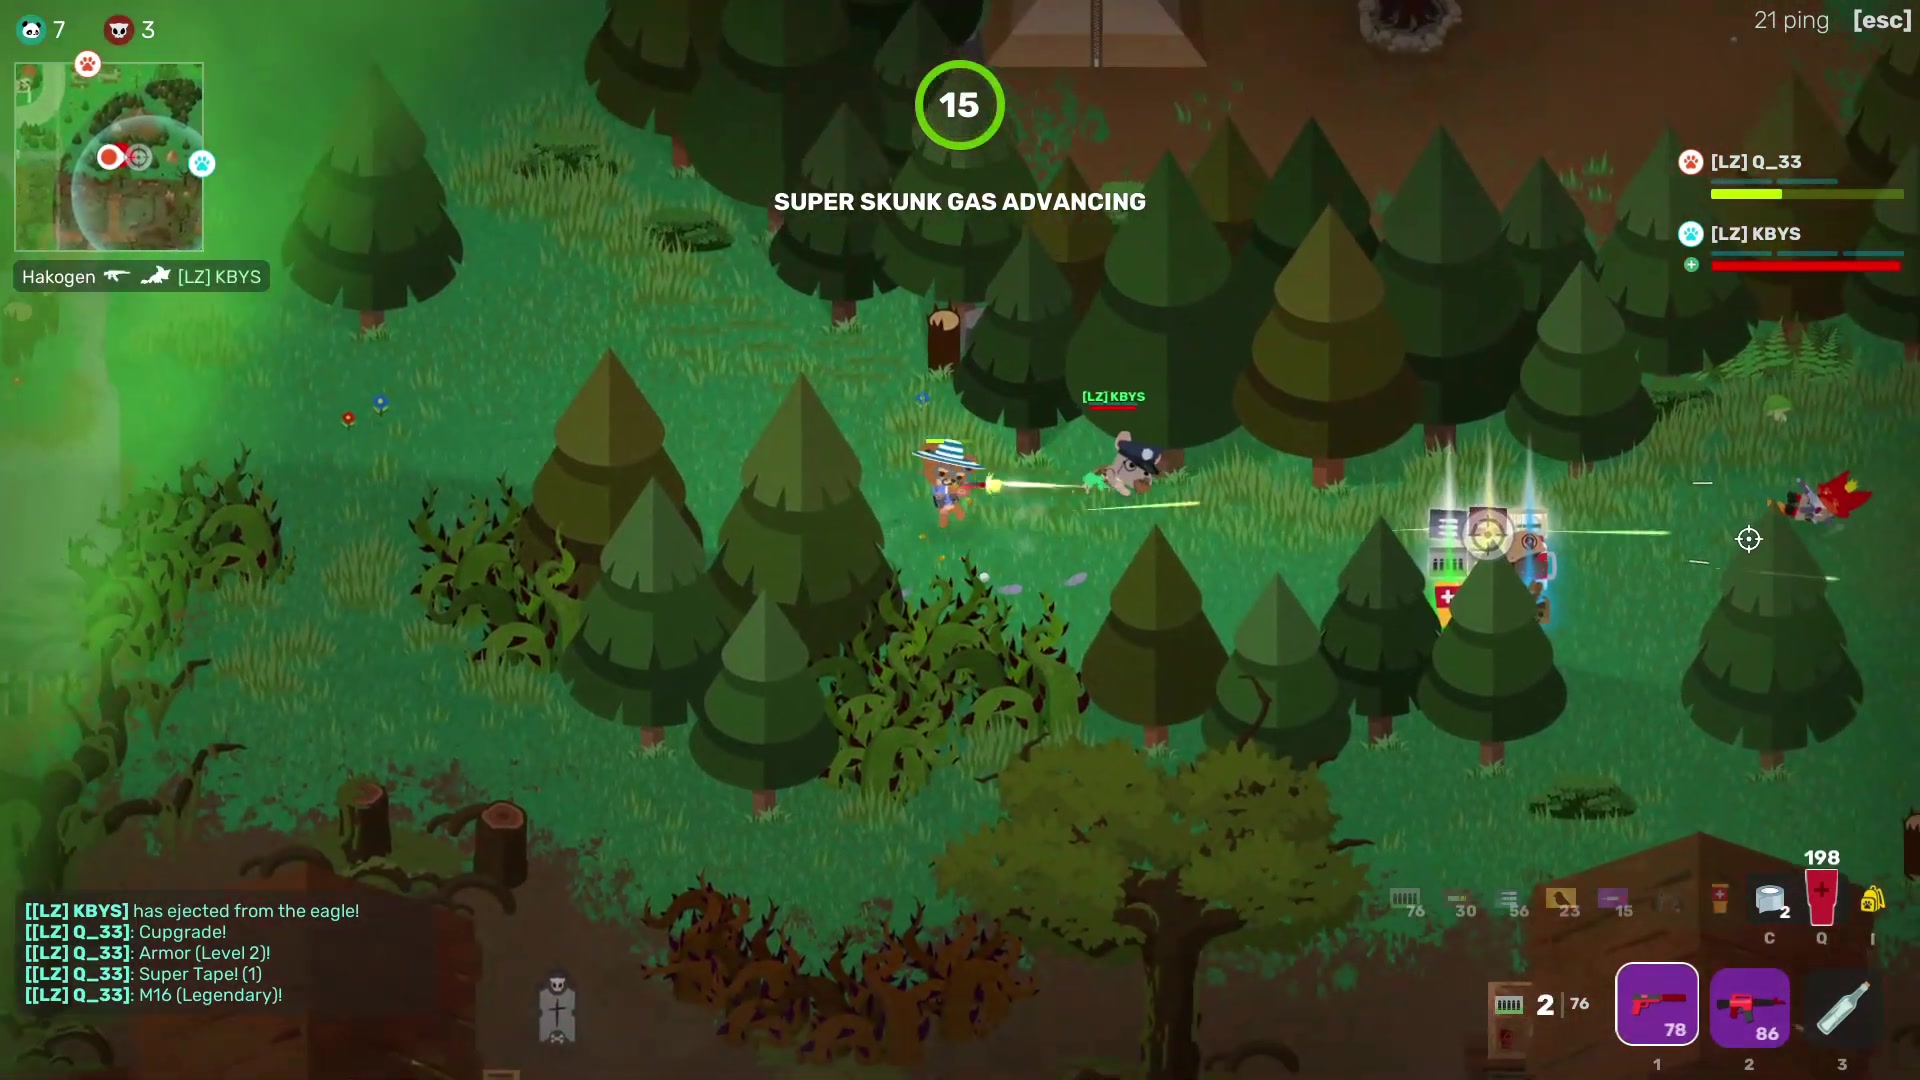 7
3
21 ping [esc]
15
SUPER SKUNK GAS ADVANCING
[LZ] Q_33
[LZ] KBYS
Hakogen [LZ] KBYS
[LZ] KBYS
[[LZ] KBYS] has ejected from the eagle!
[[LZ] Q_33]: Cupgrade!
[[LZ] Q_33]: Armor (Level 2)!
[[LZ] Q_33]: Super Tape! (1)
[[LZ] Q_33]: M16 (Legendary)!
198
76 30 56 23 15 2
C Q I
2 | 76
78 86
1 2 3